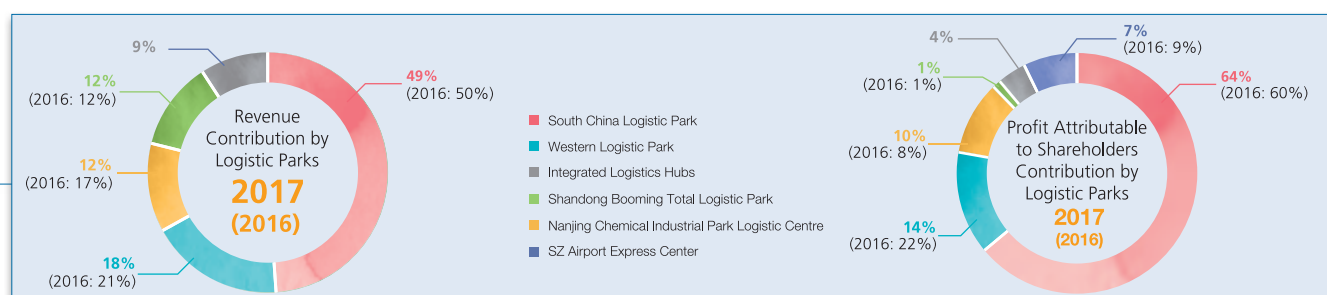 9%
12%
(2016: 12%)
12%
(2016: 17%)
18%
(2016: 21%)
49%
(2016: 50%)
Revenue
Contribution by
Logistic Parks
2017
(2016)
South China Logistic Park
Western Logistic Park
Integrated Logistics Hubs
Shandong Booming Total Logistic Park
Nanjing Chemical Industrial Park Logistic Centre
SZ Airport Express Center
4%
7%
(2016: 9%)
1%
(2016: 1%)
10%
(2016: 8%)
14%
(2016: 22%)
64%
(2016: 60%)
Profit Attributable
to Shareholders
Contribution by
Logistic Parks
2017
(2016)